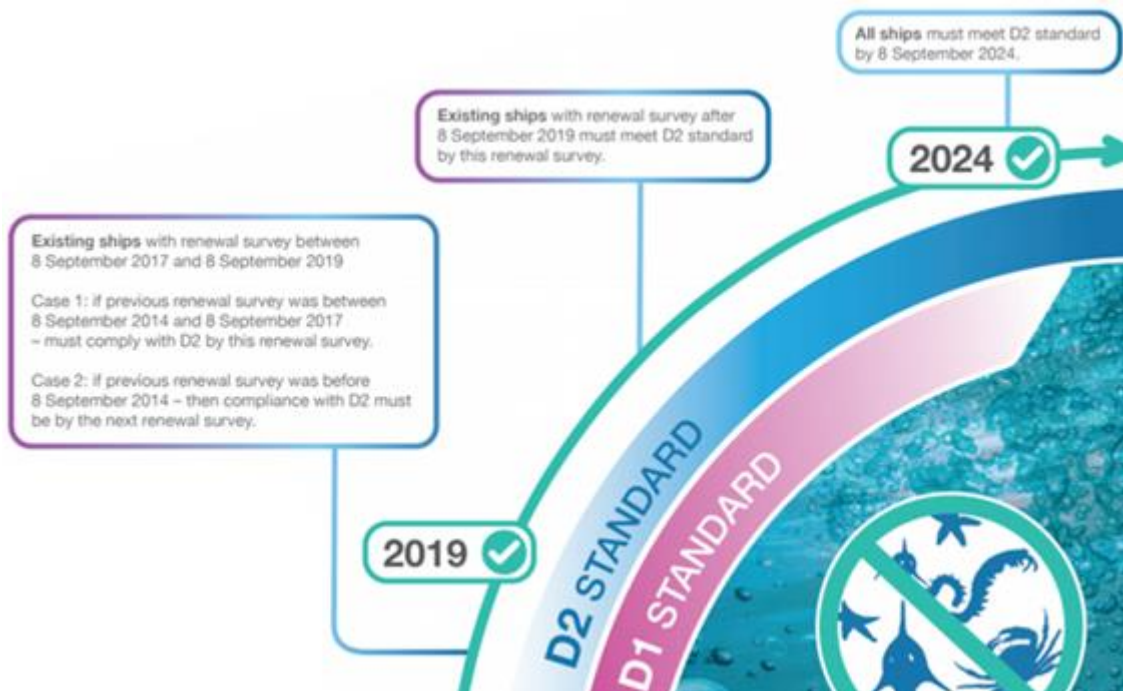 All ships must meet D2 standard
by 8 September 2024.
Existing ships with renewal survey after
8 September 2019 must meet D2 standard
by this renewal survey.
2024
Existing ships with renewal survey between
8 September 2017 and 8 September 2019
Case 1: if previous renewal survey was between
8 September 2014 and 8 September 2017
– must comply with D2 by this renewal survey.
Case 2: if previous renewal survey was before
8 September 2014 – then compliance with D2 must
be by the next renewal survey.
2019
D2 STANDARD
D1 STANDARD